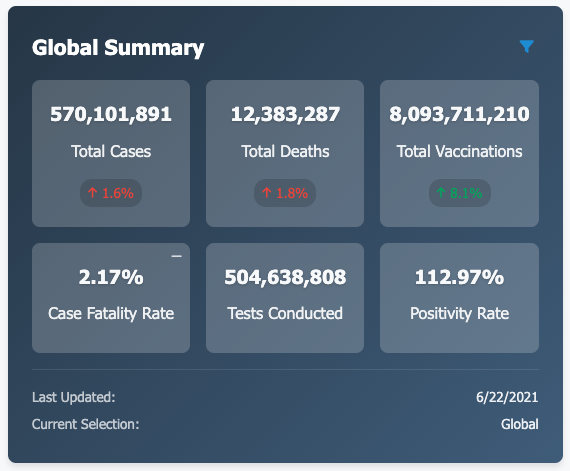 Global Summary
570,101,891
Total Cases
↑ 1.6%
12,383,287
Total Deaths
↑ 1.8%
8,093,711,210
Total Vaccinations
↑ 8.1%
2.17%
Case Fatality Rate
504,638,808
Tests Conducted
112.97%
Positivity Rate
Last Updated: 6/22/2021
Current Selection: Global